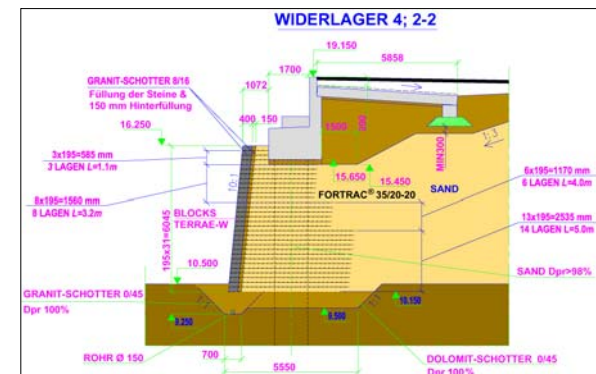 WIDERLAGER 4; 2-2
19.150
1700
5858
GRANIT-SCHOTTER 8/16
Füllung der Steine &
150 mm Hinterfüllung
1072
400 150
16.250
1500
200
MIN300
1:3
3x195=585 mm
3 LAGEN L=1.1m
10:1
15.650
15.450
6x195=1170 mm
6 LAGEN L=4.0m
FORTRAC® 35/20-20
SAND
8x195=1560 mm
8 LAGEN L=3.2m
BLOCKS
TERRAE-W
195x31=6045
13x195=2535 mm
14 LAGEN L=5.0m
10.500
SAND Dpr>98%
GRANIT-SCHOTTER 0/45
Dpr 100%
1:1
1:1
10.150
9.250
9.500
ROHR Ø 150
700
5550
DOLOMIT-SCHOTTER 0/45
Dpr 100%